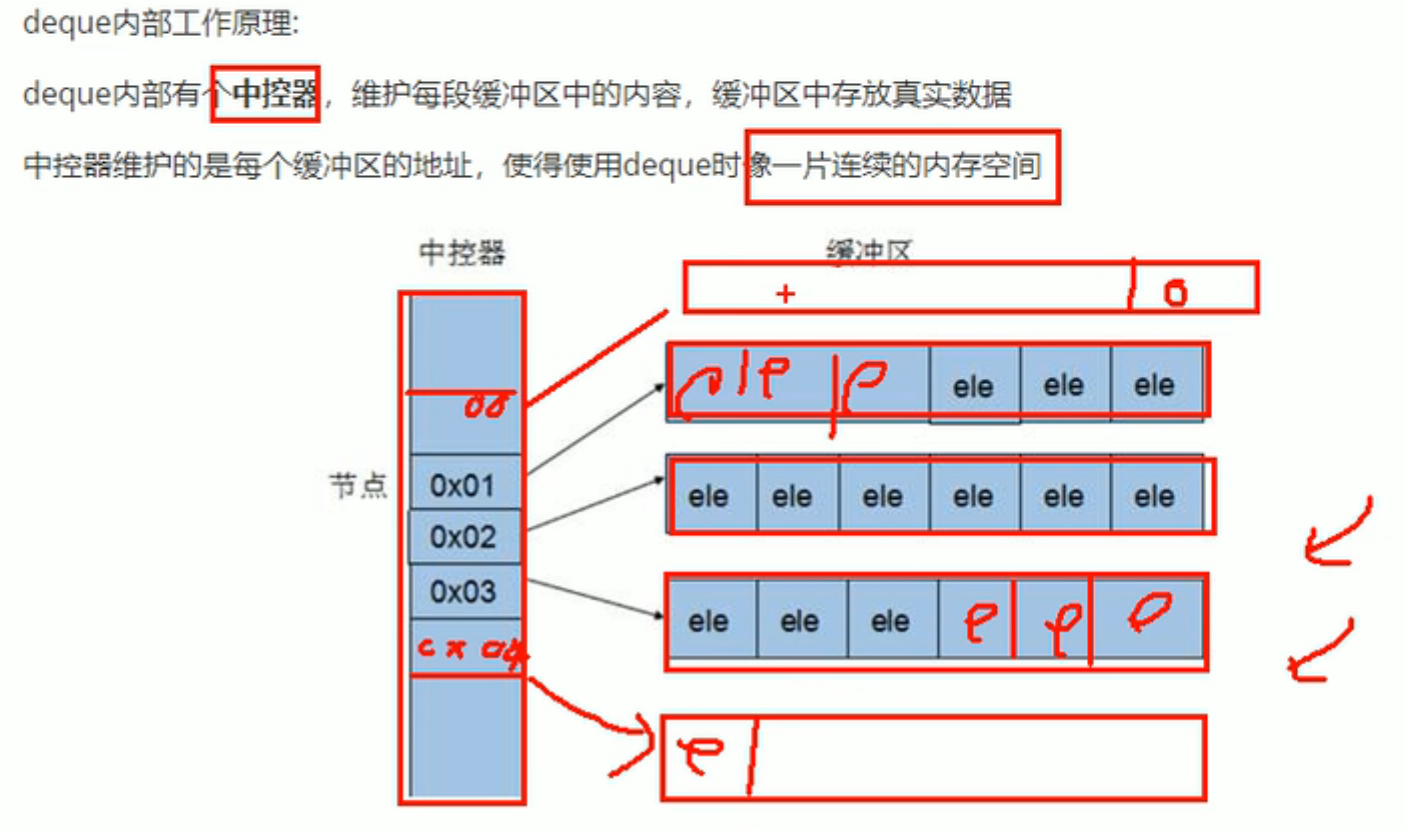 deque内部工作原理:
deque内部有个中控器，维护每段缓冲区中的内容，缓冲区中存放真实数据
中控器维护的是每个缓冲区的地址，使得使用deque时像一片连续的内存空间
中控器 缓冲区
+
e e ele ele ele
节点 0x01
ele ele ele ele ele ele
0x02
0x03
ele ele ele e e e
e